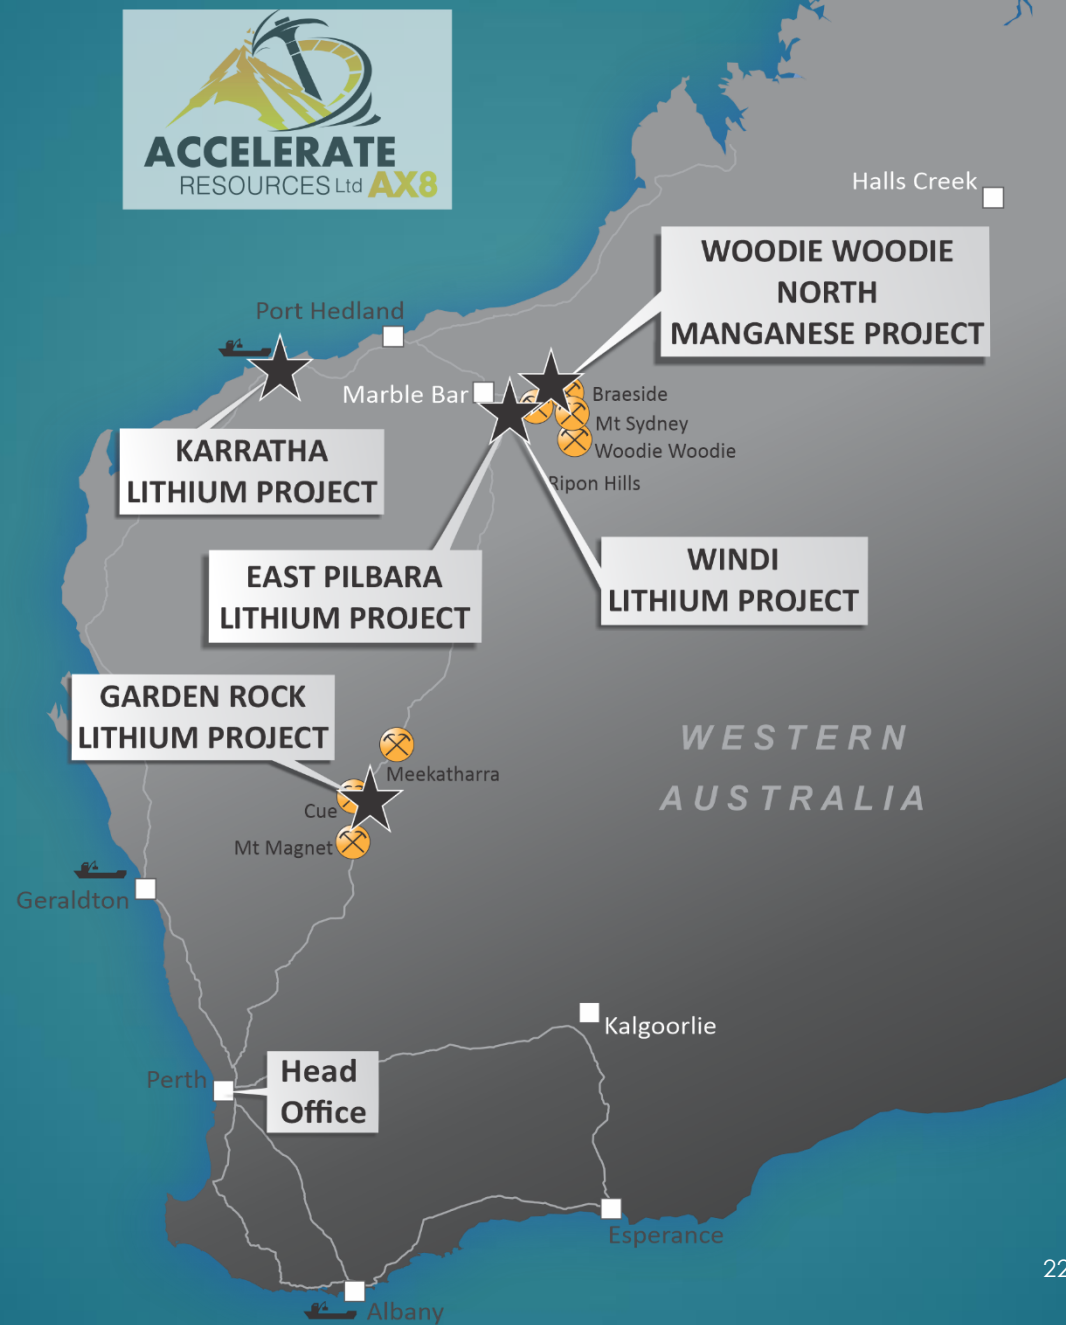 ACCELERATE
RESOURCES Ltd AX8
Halls Creek
WOODIE WOODIE
NORTH
MANGANESE PROJECT
Port Hedland
Marble Bar
Braeside
Mt Sydney
Woodie Woodie
Ripon Hills
KARRATHA
LITHIUM PROJECT
EAST PILBARA
LITHIUM PROJECT
WINDI
LITHIUM PROJECT
GARDEN ROCK
LITHIUM PROJECT
WESTERN
AUSTRALIA
Meekatharra
Cue
Mt Magnet
Geraldton
Kalgoorlie
Perth
Head
Office
Esperance
Albany
22